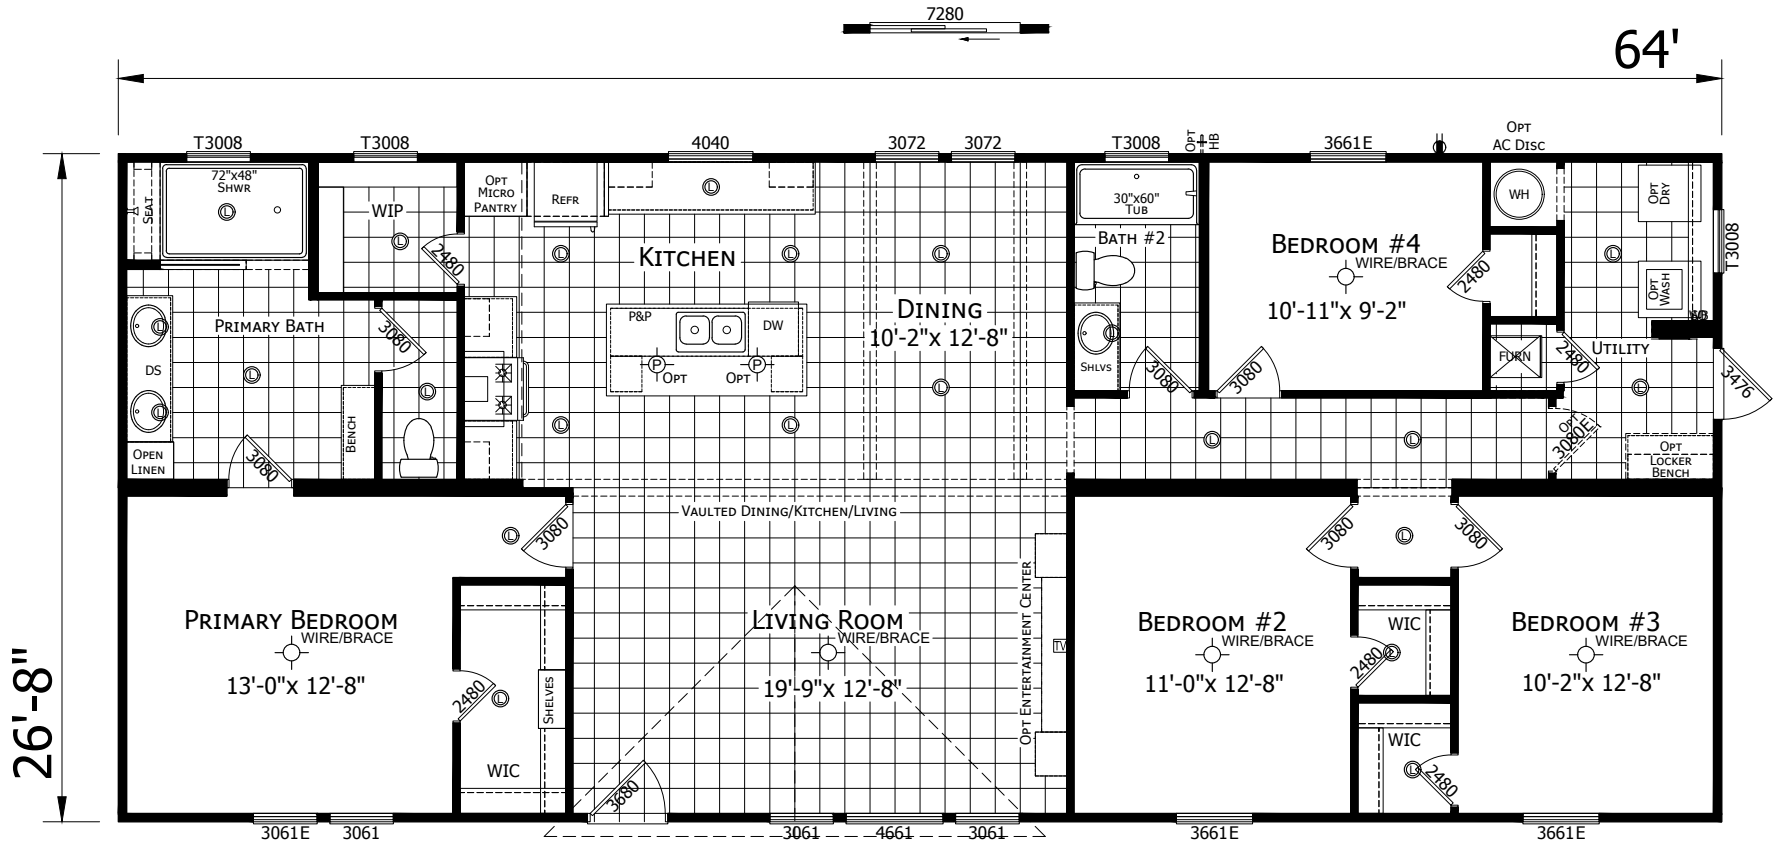 7280
64'
26'-8"
T3008
T3008
4040
3072
3072
T3008
OPT
HB
3661E
OPT
AC DISC
SEAT
72"x48"
SHWR
WIP
2480
OPT
MICRO
PANTRY
REFR
KITCHEN
DINING
10'-2"x 12'-8"
P&P
DW
OPT
OPT
30"x60"
TUB
BATH #2
SHLVS
3080
3080
BEDROOM #4
WIRE/BRACE
10'-11"x 9'-2"
2480
WH
FURN
2480
OPT
DRY
OPT
WASH
T3008
UTILITY
3476
OPT
3080E
OPT
LOCKER
BENCH
PRIMARY BATH
DS
OPEN
LINEN
BENCH
3080
3080
VAULTED DINING/KITCHEN/LIVING
3080
PRIMARY BEDROOM
WIRE/BRACE
13'-0"x 12'-8"
2480
SHELVES
WIC
LIVING ROOM
WIRE/BRACE
19'-9"x 12'-8"
OPT ENTERTAINMENT CENTER
TV
3680
BEDROOM #2
WIRE/BRACE
11'-0"x 12'-8"
3080
3080
WIC
2480
WIC
2480
BEDROOM #3
WIRE/BRACE
10'-2"x 12'-8"
3061E
3061
3061
4661
3061
3661E
3661E